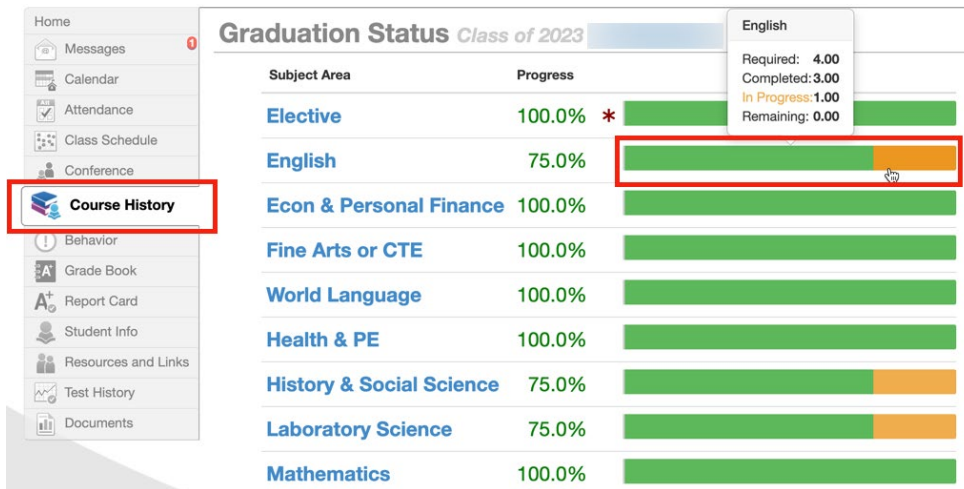 Home
Messages
1
Calendar
Attendance
Class Schedule
Conference
Course History
Behavior
Grade Book
Report Card
Student Info
Resources and Links
Test History
Documents
Graduation Status Class of 2023
Subject Area Progress
Elective 100.0% *
English 75.0%
Econ & Personal Finance 100.0%
Fine Arts or CTE 100.0%
World Language 100.0%
Health & PE 100.0%
History & Social Science 75.0%
Laboratory Science 75.0%
Mathematics 100.0%
English
Required: 4.00
Completed:3.00
In Progress:1.00
Remaining: 0.00